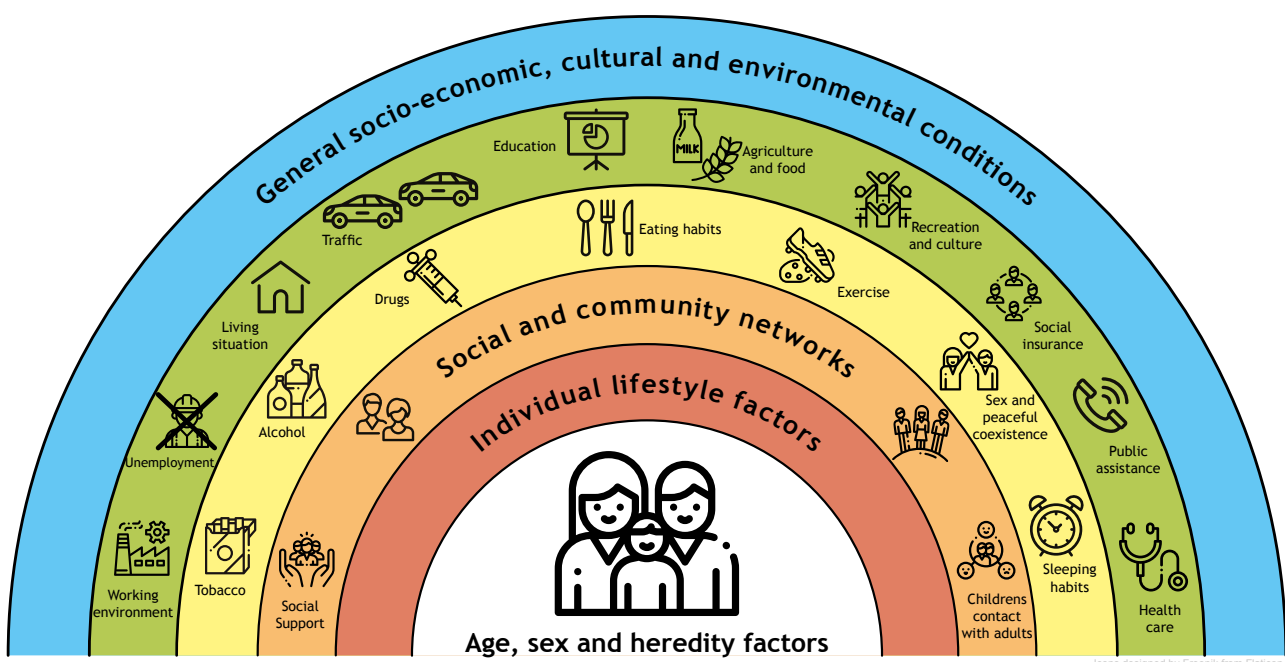 General socio-economic, cultural and environmental conditions
Education
MILK
Agriculture
and food
Traffic
Recreation
and culture
Living
situation
Social
insurance
Unemployment
Public
assistance
Working
environment
Health
care
Eating habits
Drugs
Exercise
Alcohol
Sex and
peaceful
coexistence
Tobacco
Sleeping
habits
Social and community networks
Social
Support
Childrens
contact
with adults
Individual lifestyle factors
Age, sex and heredity factors